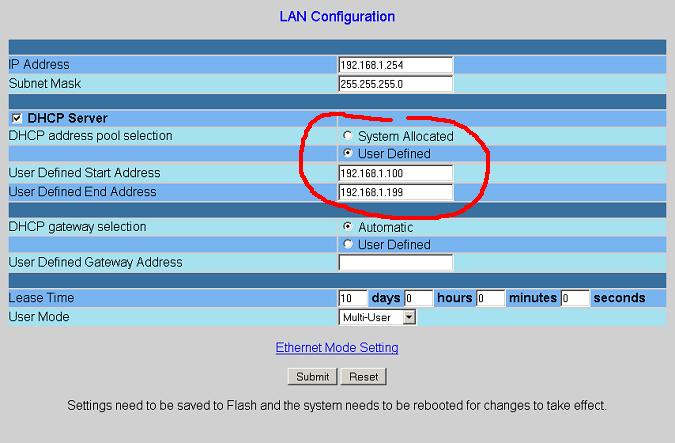 LAN Configuration
IP Address 192.168.1.254
Subnet Mask 255.255.255.0
DHCP Server
DHCP address pool selection System Allocated
User Defined
User Defined Start Address 192.168.1.100
User Defined End Address 192.168.1.199
DHCP gateway selection Automatic
User Defined
User Defined Gateway Address
Lease Time 10 days 0 hours 0 minutes 0 seconds
User Mode Multi-User
Ethernet Mode Setting
Submit Reset
Settings need to be saved to Flash and the system needs to be rebooted for changes to take effect.